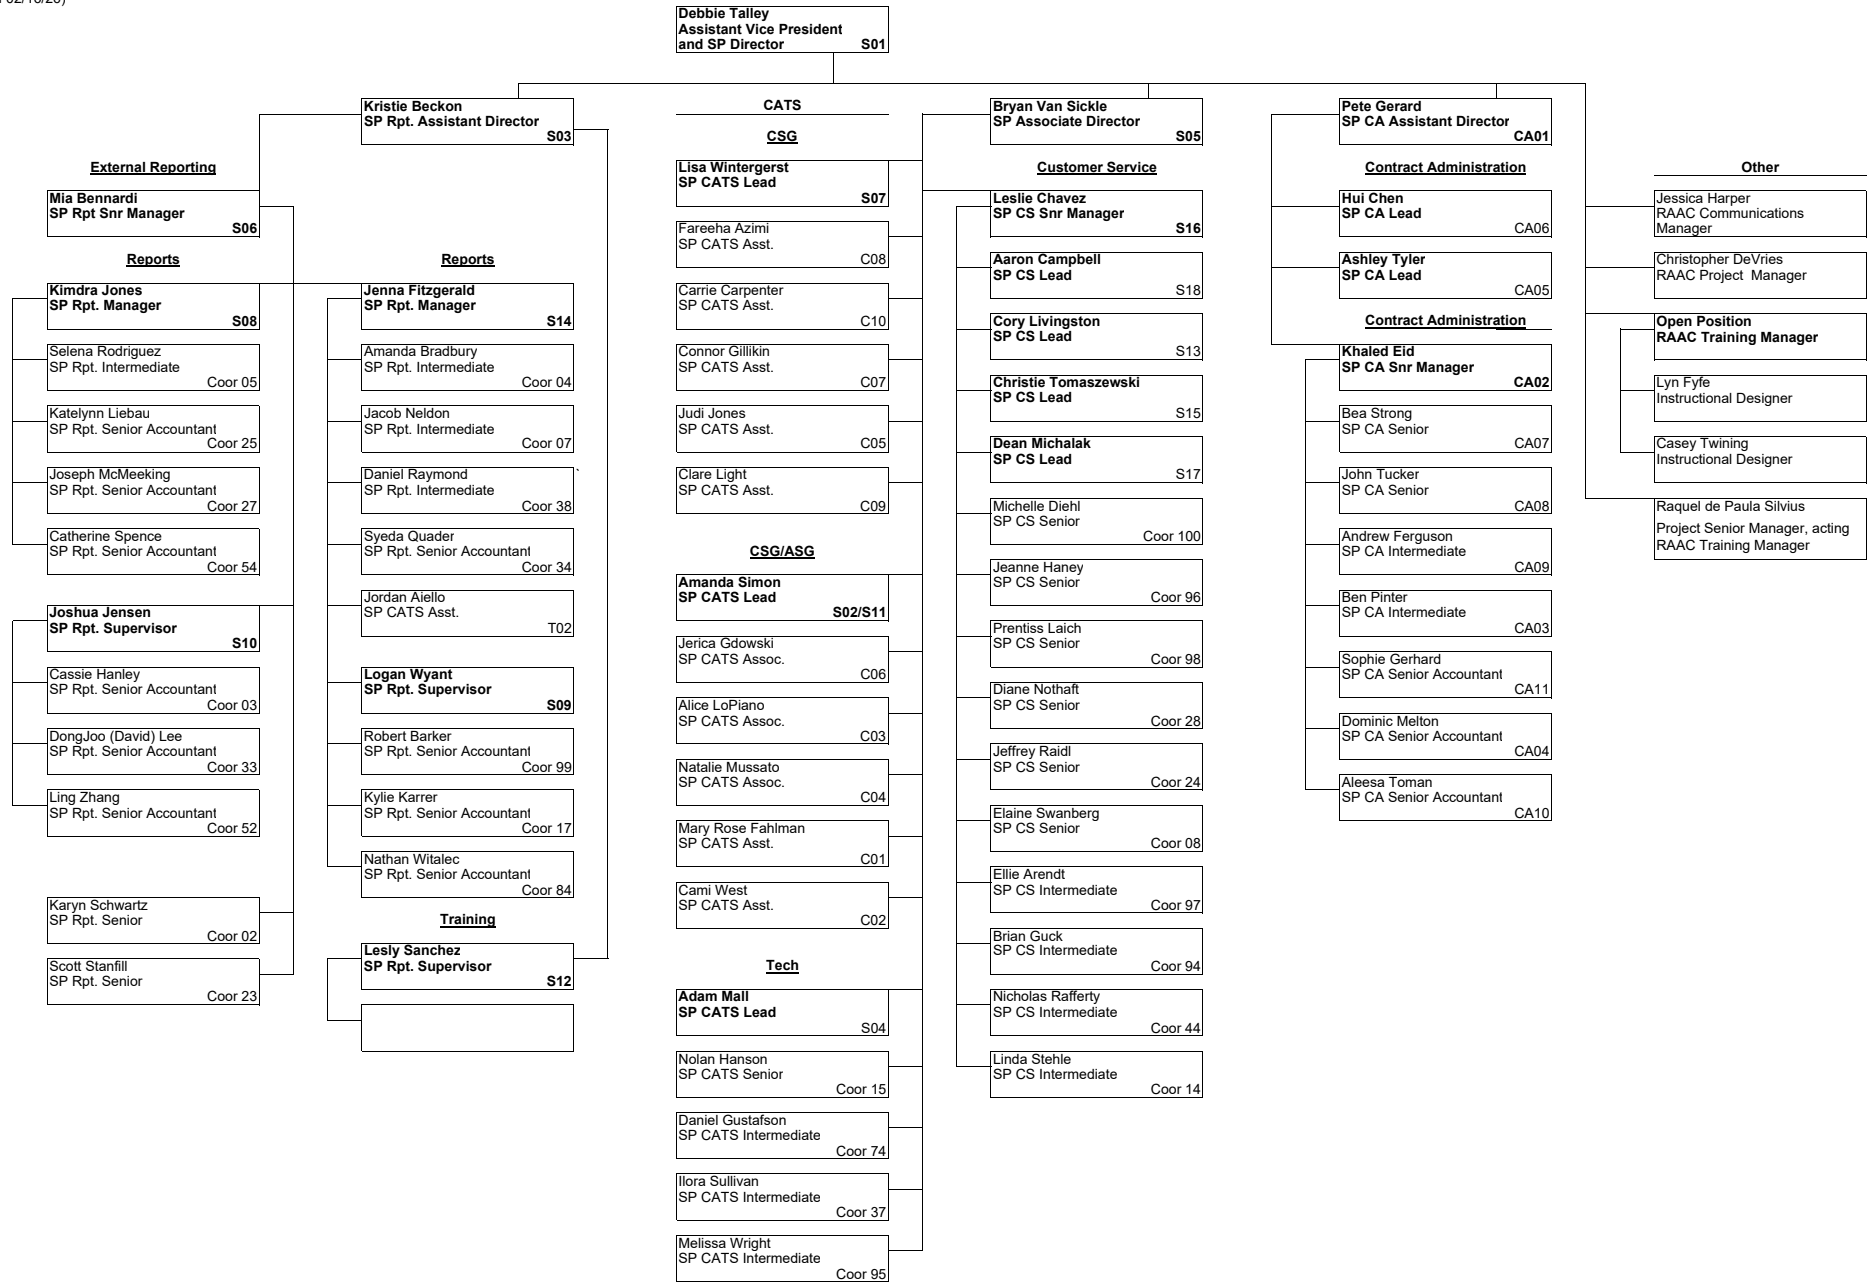 02/10/23)
Debbie Talley
Assistant Vice President
and SP Director S01
Kristie Beckon
SP Rpt. Assistant Director
S03
External Reporting
Mia Bennardi
SP Rpt Snr Manager
S06
Reports
Kimdra Jones
SP Rpt. Manager
S08
Selena Rodriguez
SP Rpt. Intermediate
Coor 05
Katelynn Liebau
SP Rpt. Senior Accountant
Coor 25
Joseph McMeeking
SP Rpt. Senior Accountant
Coor 27
Catherine Spence
SP Rpt. Senior Accountant
Coor 54
Joshua Jensen
SP Rpt. Supervisor
S10
Cassie Hanley
SP Rpt. Senior Accountant
Coor 03
DongJoo (David) Lee
SP Rpt. Senior Accountant
Coor 33
Ling Zhang
SP Rpt. Senior Accountant
Coor 52
Karyn Schwartz
SP Rpt. Senior
Coor 02
Scott Stanfill
SP Rpt. Senior
Coor 23
Reports
Jenna Fitzgerald
SP Rpt. Manager
S14
Amanda Bradbury
SP Rpt. Intermediate
Coor 04
Jacob Neldon
SP Rpt. Intermediate
Coor 07
Daniel Raymond `
SP Rpt. Intermediate
Coor 38
Syeda Quader
SP Rpt. Senior Accountant
Coor 34
Jordan Aiello
SP CATS Asst.
T02
Logan Wyant
SP Rpt. Supervisor
S09
Robert Barker
SP Rpt. Senior Accountant
Coor 99
Kylie Karrer
SP Rpt. Senior Accountant
Coor 17
Nathan Witalec
SP Rpt. Senior Accountant
Coor 84
Training
Lesly Sanchez
SP Rpt. Supervisor
S12
CATS
CSG
Lisa Wintergerst
SP CATS Lead
S07
Fareeha Azimi
SP CATS Asst.
C08
Carrie Carpenter
SP CATS Asst.
C10
Connor Gillikin
SP CATS Asst.
C07
Judi Jones
SP CATS Asst.
C05
Clare Light
SP CATS Asst.
C09
CSG/ASG
Amanda Simon
SP CATS Lead
S02/S11
Jerica Gdowski
SP CATS Assoc.
C06
Alice LoPiano
SP CATS Assoc.
C03
Natalie Mussato
SP CATS Assoc.
C04
Mary Rose Fahlman
SP CATS Asst.
C01
Cami West
SP CATS Asst.
C02
Tech
Adam Mall
SP CATS Lead
S04
Nolan Hanson
SP CATS Senior
Coor 15
Daniel Gustafson
SP CATS Intermediate
Coor 74
Ilora Sullivan
SP CATS Intermediate
Coor 37
Melissa Wright
SP CATS Intermediate
Coor 95
Bryan Van Sickle
SP Associate Director
S05
Customer Service
Leslie Chavez
SP CS Snr Manager
S16
Aaron Campbell
SP CS Lead
S18
Cory Livingston
SP CS Lead
S13
Christie Tomaszewski
SP CS Lead
S15
Dean Michalak
SP CS Lead
S17
Michelle Diehl
SP CS Senior
Coor 100
Jeanne Haney
SP CS Senior
Coor 96
Prentiss Laich
SP CS Senior
Coor 98
Diane Nothaft
SP CS Senior
Coor 28
Jeffrey Raidl
SP CS Senior
Coor 24
Elaine Swanberg
SP CS Senior
Coor 08
Ellie Arendt
SP CS Intermediate
Coor 97
Brian Guck
SP CS Intermediate
Coor 94
Nicholas Rafferty
SP CS Intermediate
Coor 44
Linda Stehle
SP CS Intermediate
Coor 14
Pete Gerard
SP CA Assistant Director
CA01
Contract Administration
Hui Chen
SP CA Lead
CA06
Ashley Tyler
SP CA Lead
CA05
Contract Administration
Khaled Eid
SP CA Snr Manager
CA02
Bea Strong
SP CA Senior
CA07
John Tucker
SP CA Senior
CA08
Andrew Ferguson
SP CA Intermediate
CA09
Ben Pinter
SP CA Intermediate
CA03
Sophie Gerhard
SP CA Senior Accountant
CA11
Dominic Melton
SP CA Senior Accountant
CA04
Aleesa Toman
SP CA Senior Accountant
CA10
Other
Jessica Harper
RAAC Communications
Manager
Christopher DeVries
RAAC Project Manager
Open Position
RAAC Training Manager
Lyn Fyfe
Instructional Designer
Casey Twining
Instructional Designer
Raquel de Paula Silvius
Project Senior Manager, acting
RAAC Training Manager